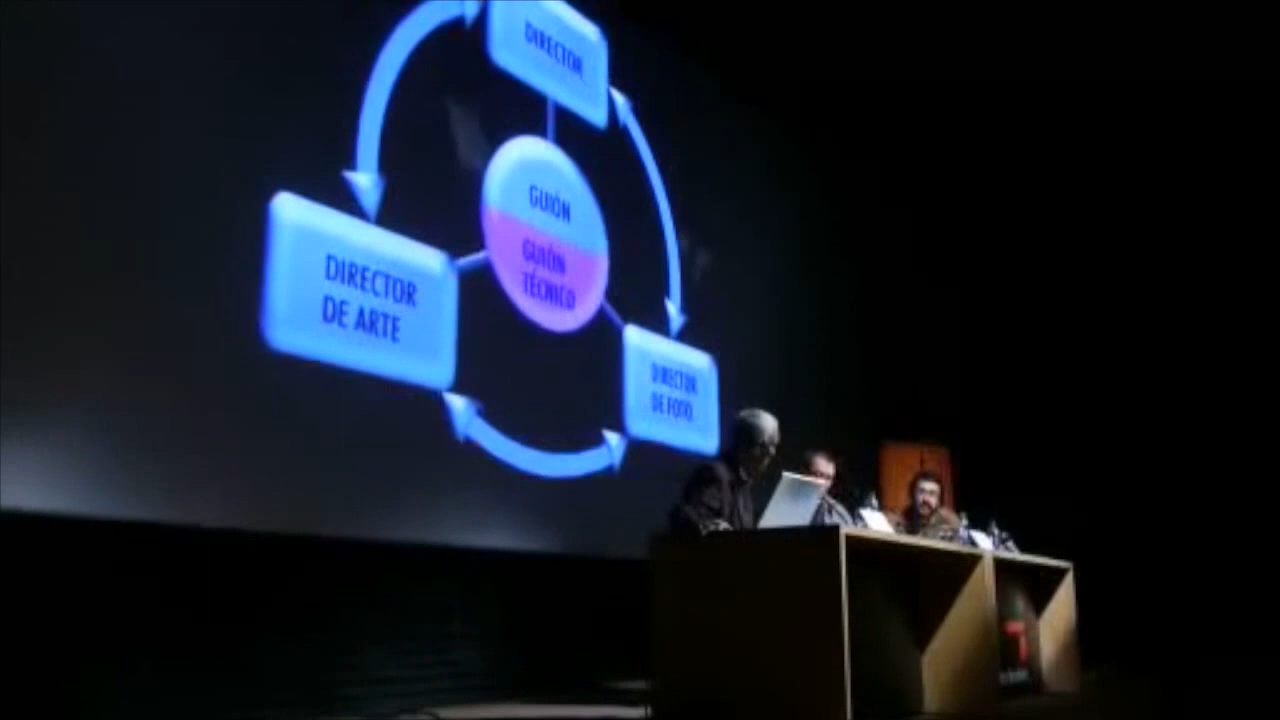 DIRECTOR
GUIÓN
GUIÓN
TÉCNICO
DIRECTOR
DE ARTE
DIRECTOR
DE FOTO